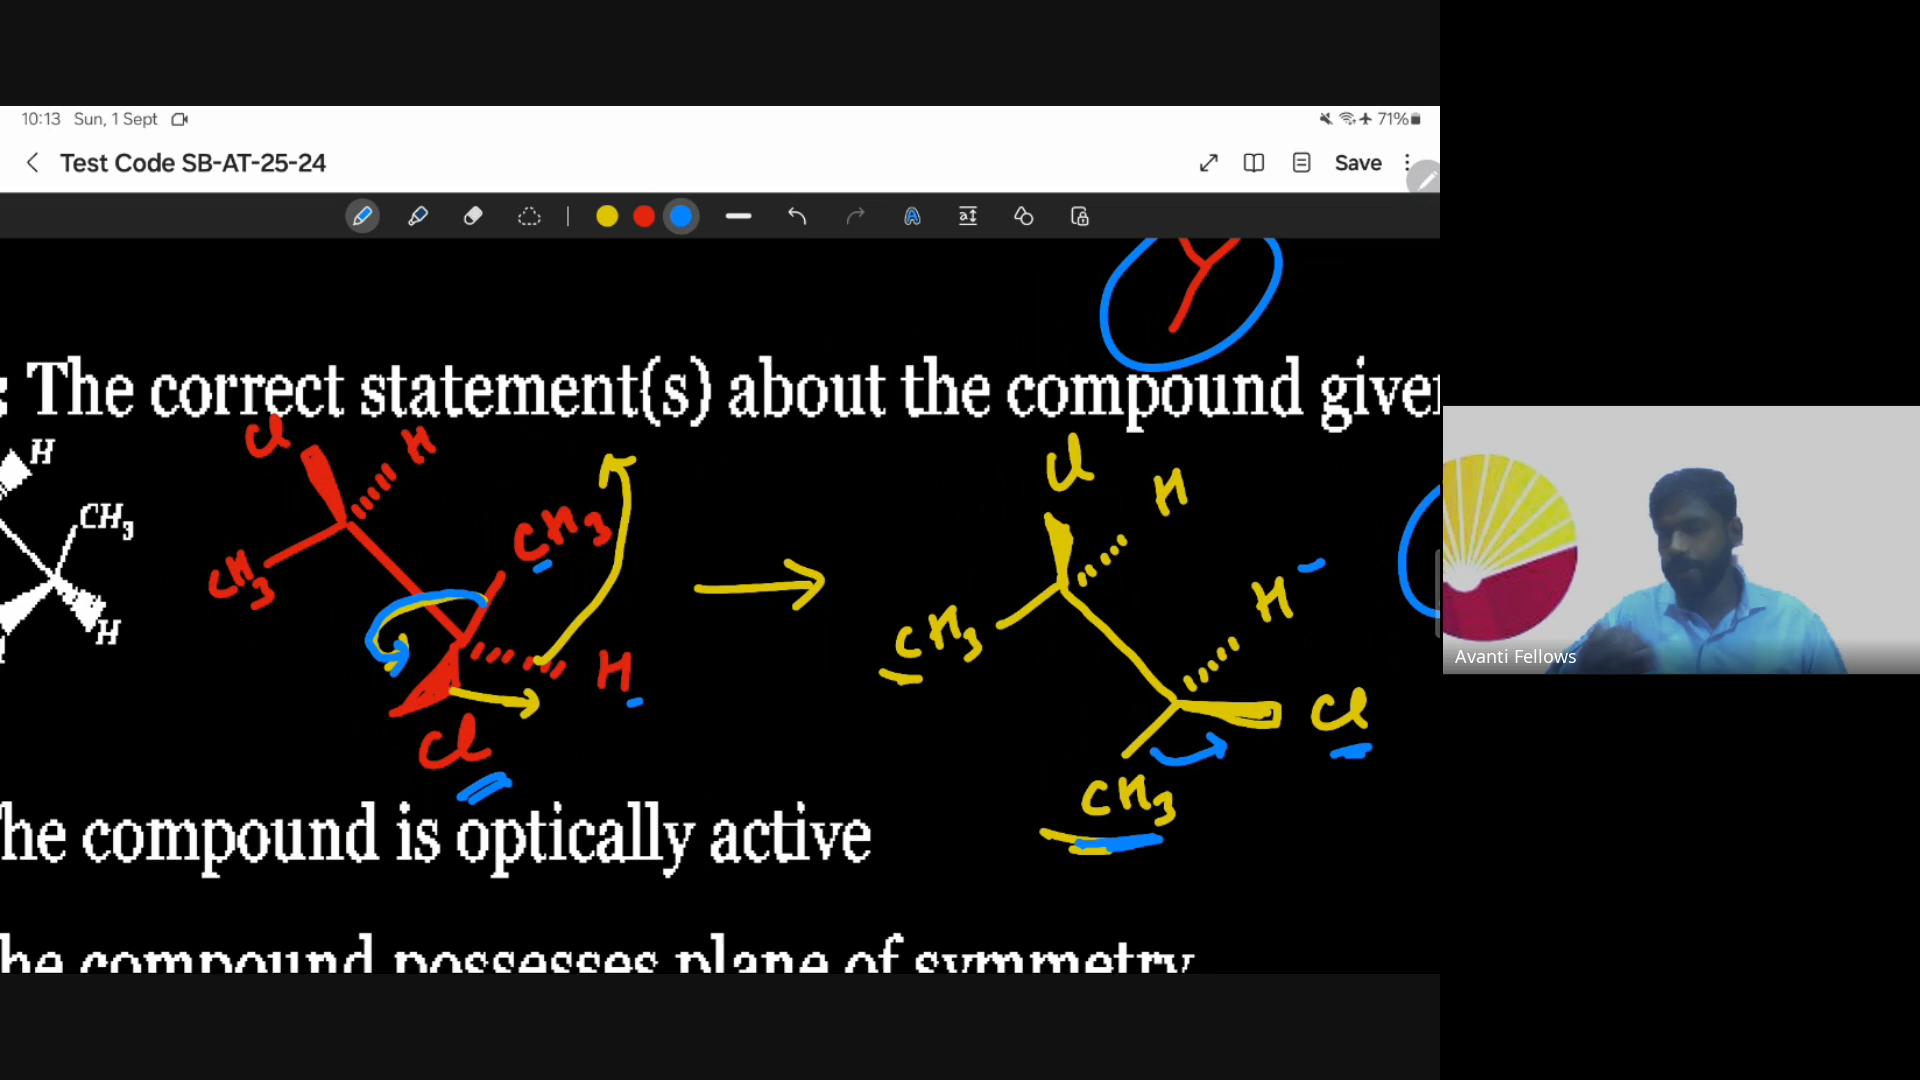 10:13 Sun, 1 Sept 71%
Test Code SB-AT-25-24
Save
: The correct statement(s) about the compound
Cl H H
CH3 CH3
CH3 H
H
Cl
Cl H
H
CH3
Cl
CH3
Avanti Fellows
he compound is optically active
he compound possesses plane of symmetry